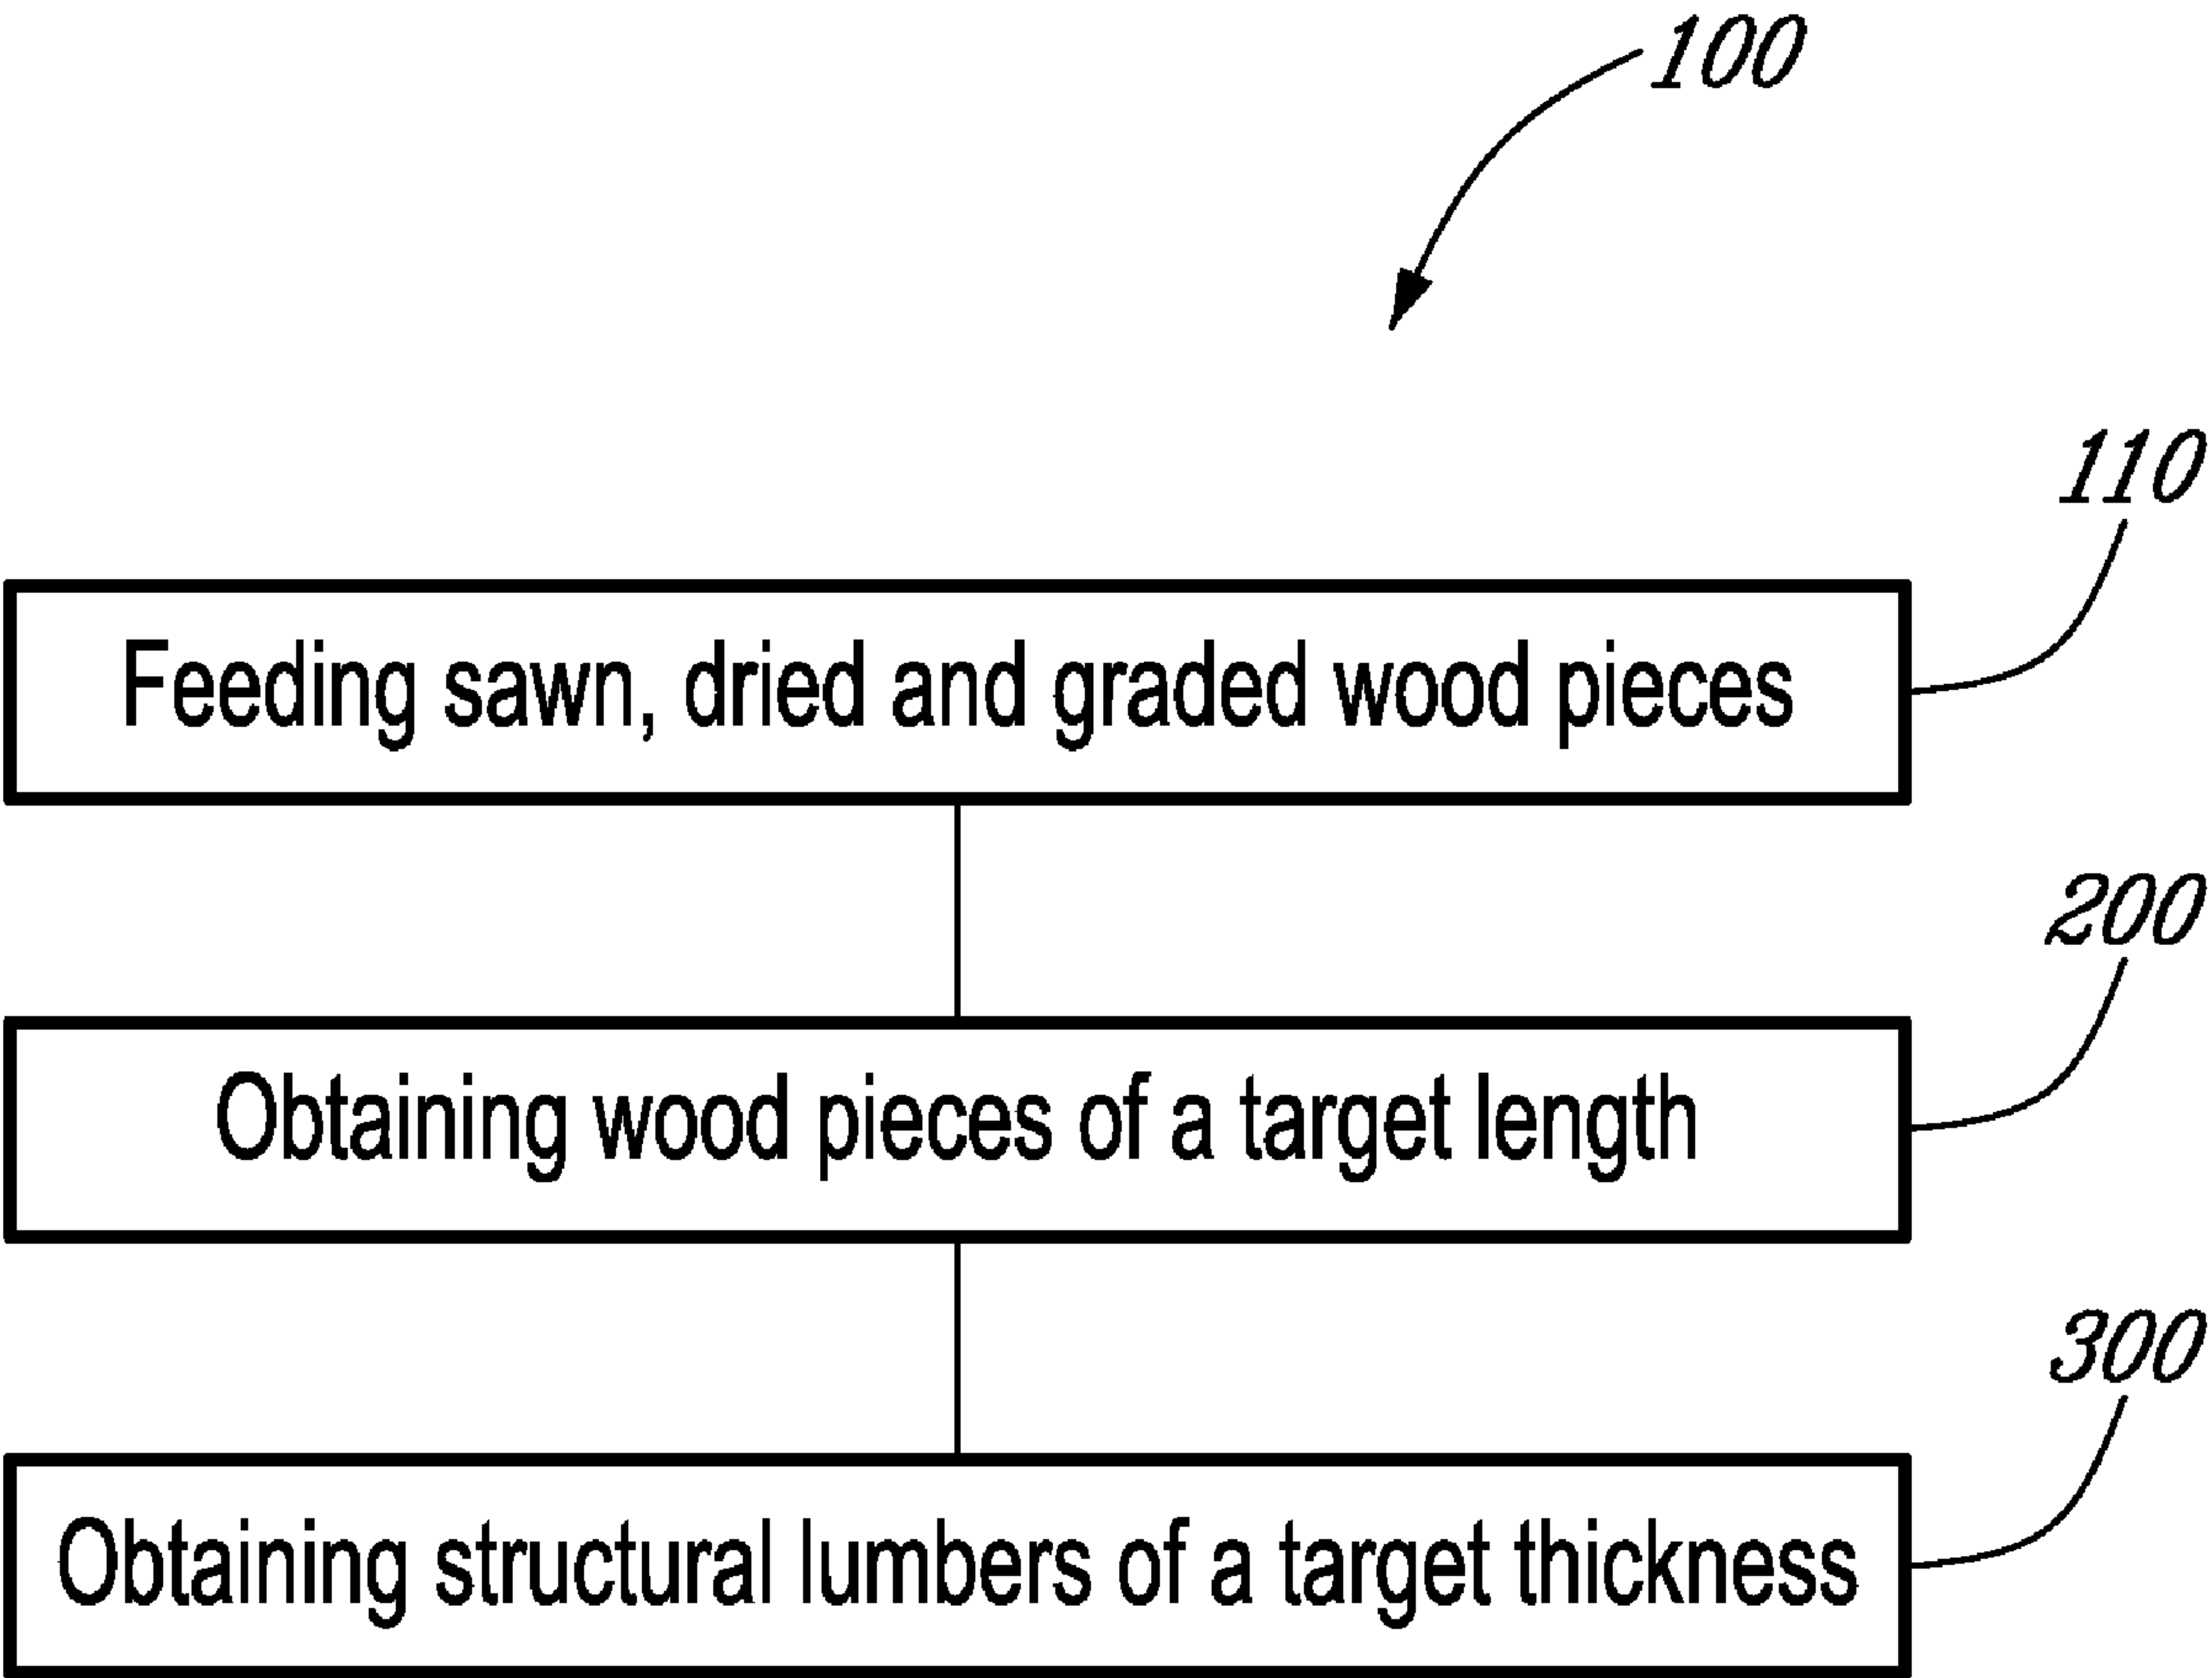 100
110
Feeding sawn, dried and graded wood pieces
200
Obtaining wood pieces of a target length
300
Obtaining structural lumbers of a target thickness